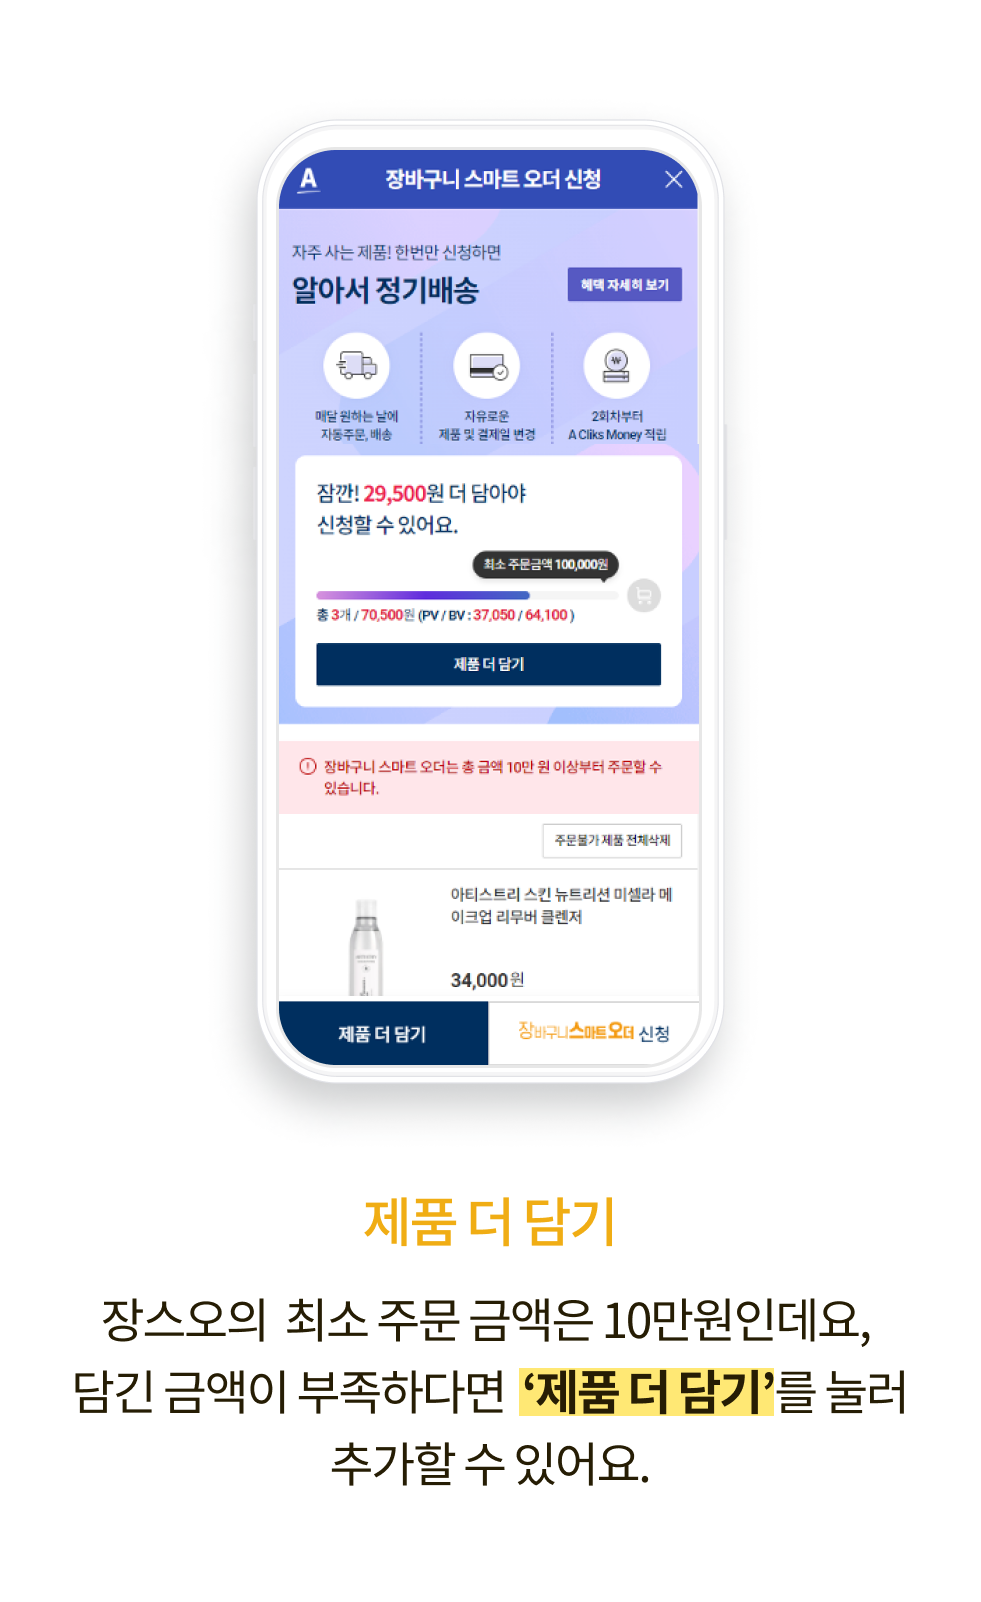 A 장바구니 스마트 오더 신청
자주 사는 제품! 한번만 신청하면
알아서 정기배송
혜택 자세히 보기
매달 원하는 날에
자동주문, 배송
자유로운
제품 및 결제일 변경
2회차부터
A Cliks Money 적립
잠깐! 29,500원 더 담아야
신청할 수 있어요.
최소 주문금액 100,000원
총 3개 / 70,500원 (PV / BV : 37,050 / 64,100 )
제품 더 담기
장바구니 스마트 오더는 총 금액 10만 원 이상부터 주문할 수
있습니다.
주문불가 제품 전체삭제
아티스트리 스킨 뉴트리션 미셀라 메
이크업 리무버 클렌저
34,000원
제품 더 담기
장바구니스마트오더 신청
제품 더 담기
장스오의 최소 주문 금액은 10만원인데요,
담긴 금액이 부족하다면 ‘제품 더 담기’를 눌러
추가할 수 있어요.